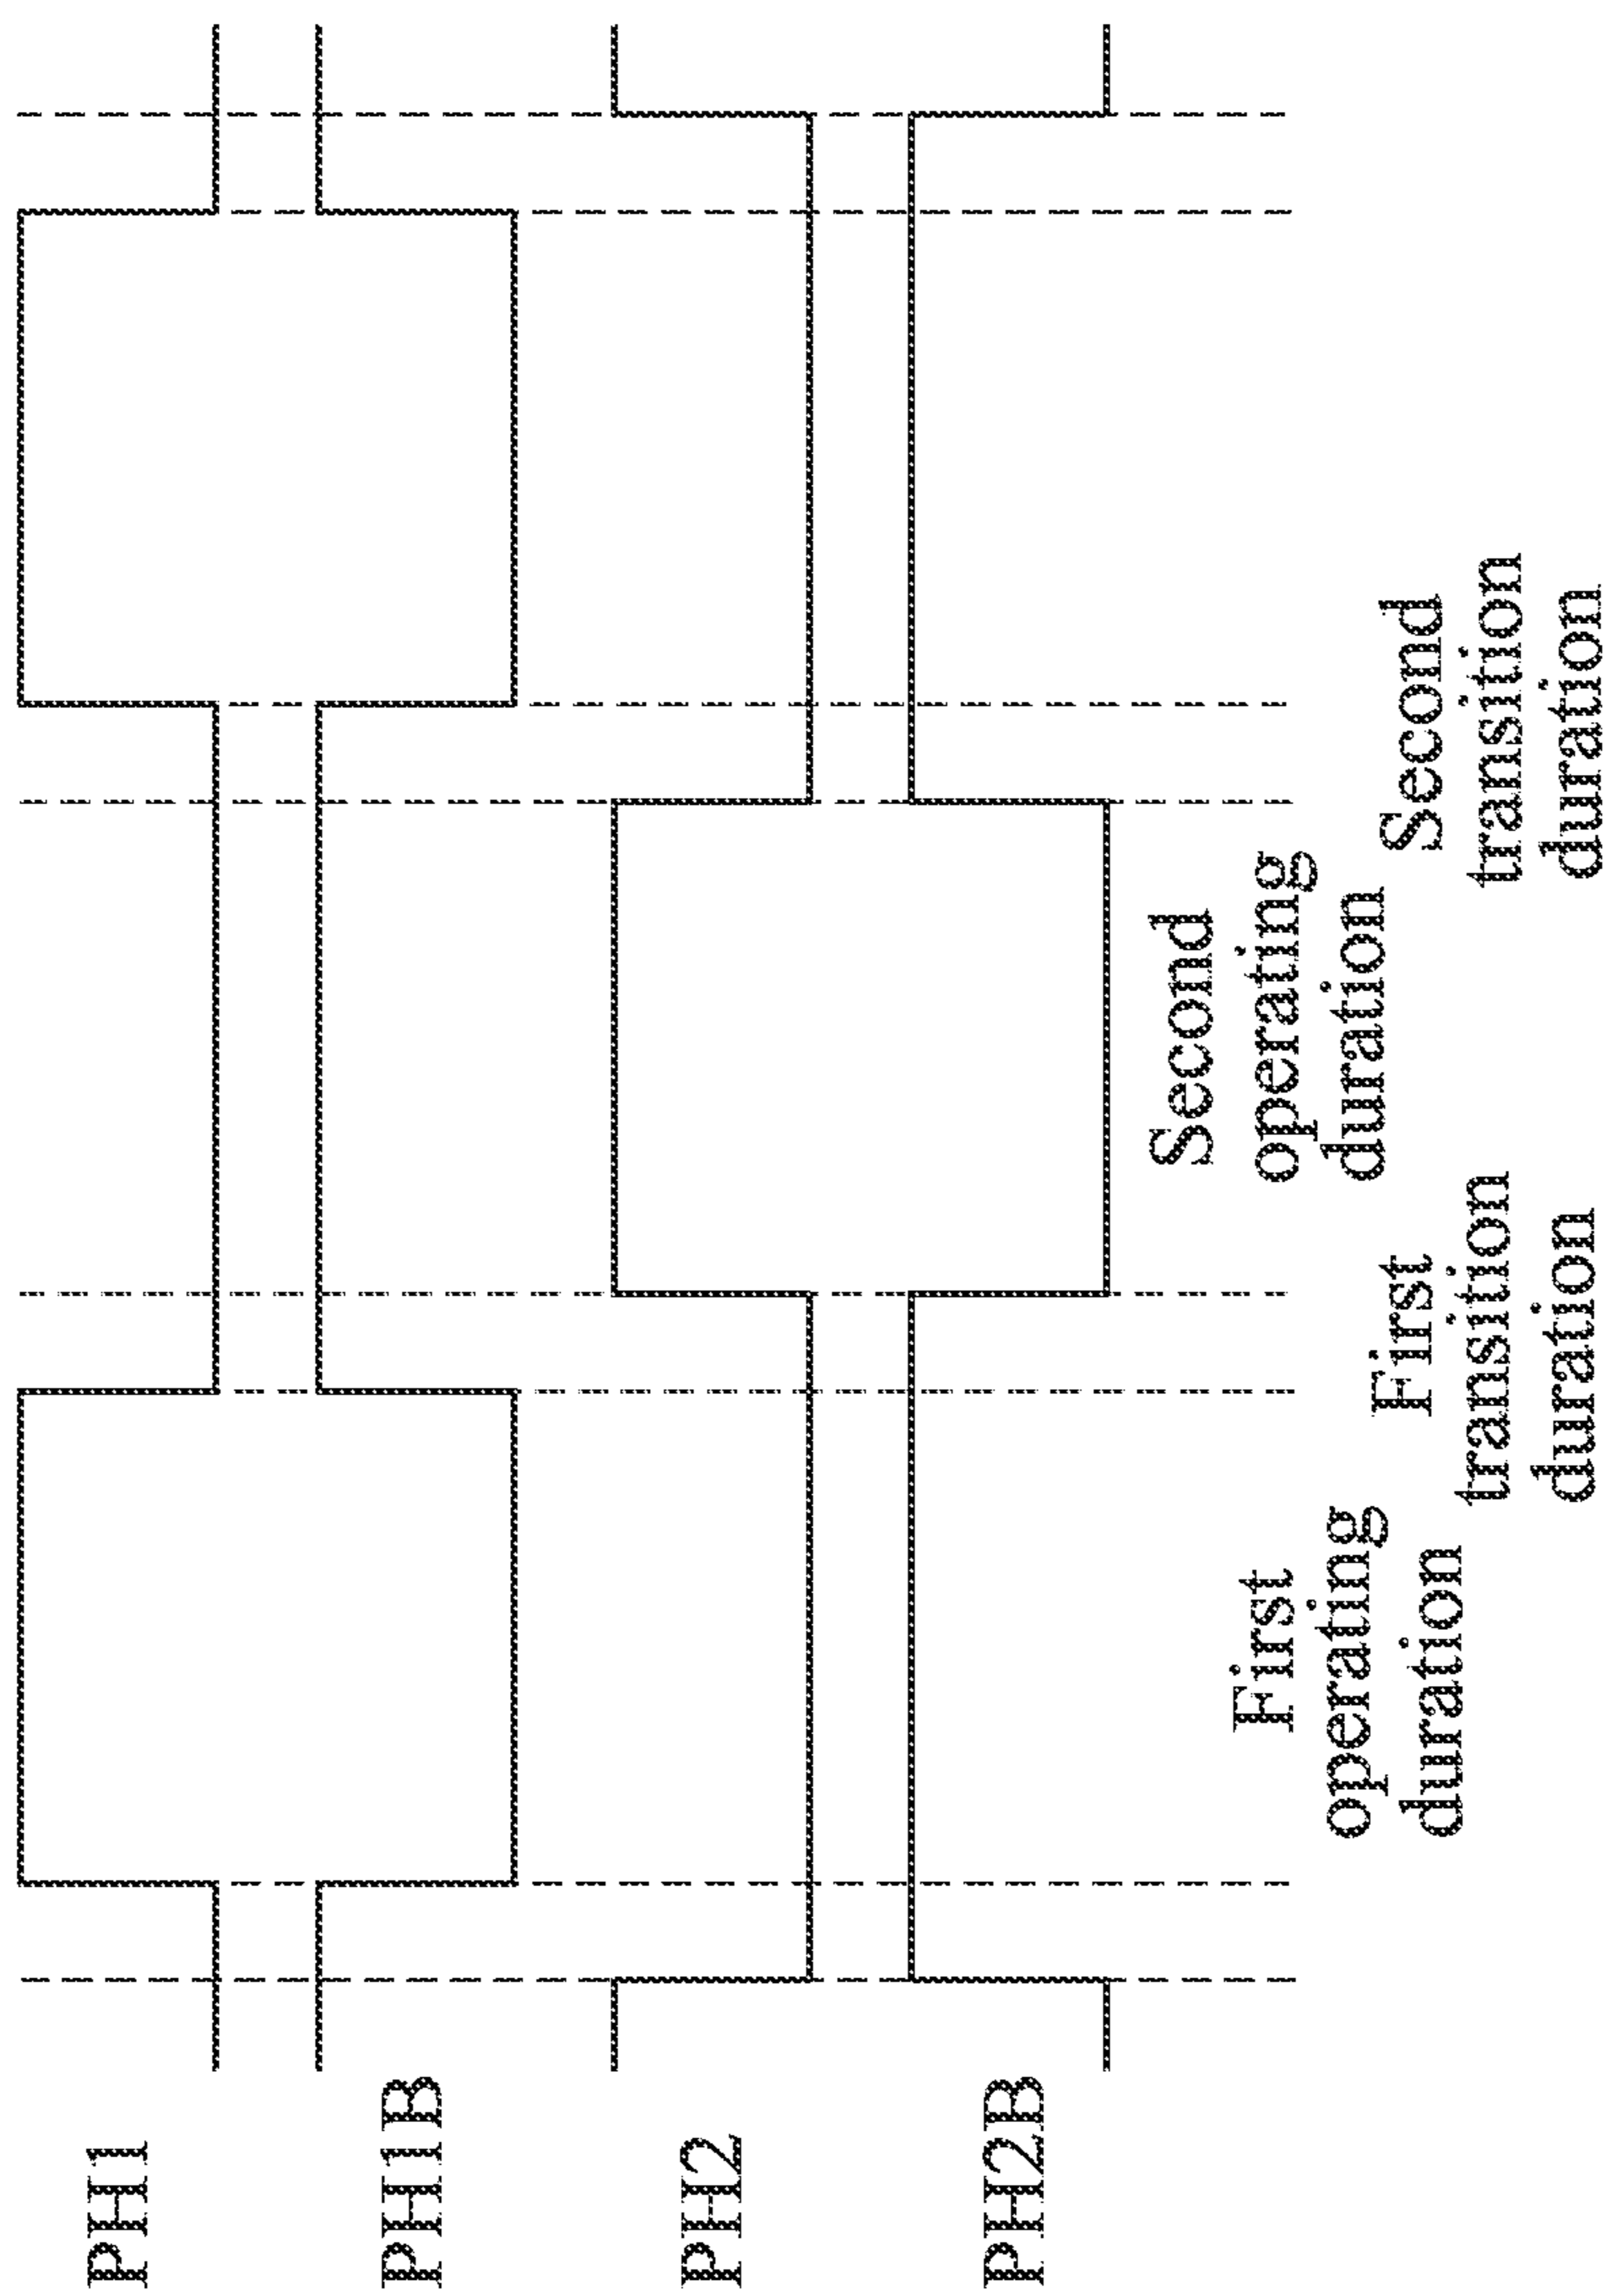 PH1
PH1B
PH2
PH2B
First
operating
duration
First
transition
duration
Second
operating
duration
Second
transition
duration